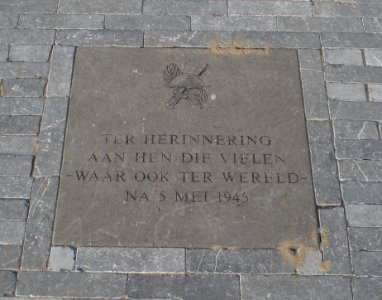 TER HERINNERING
AAN HEN DIE VIELEN
-WAAR OOK TER WERELD-
NA 5 MEI 1945